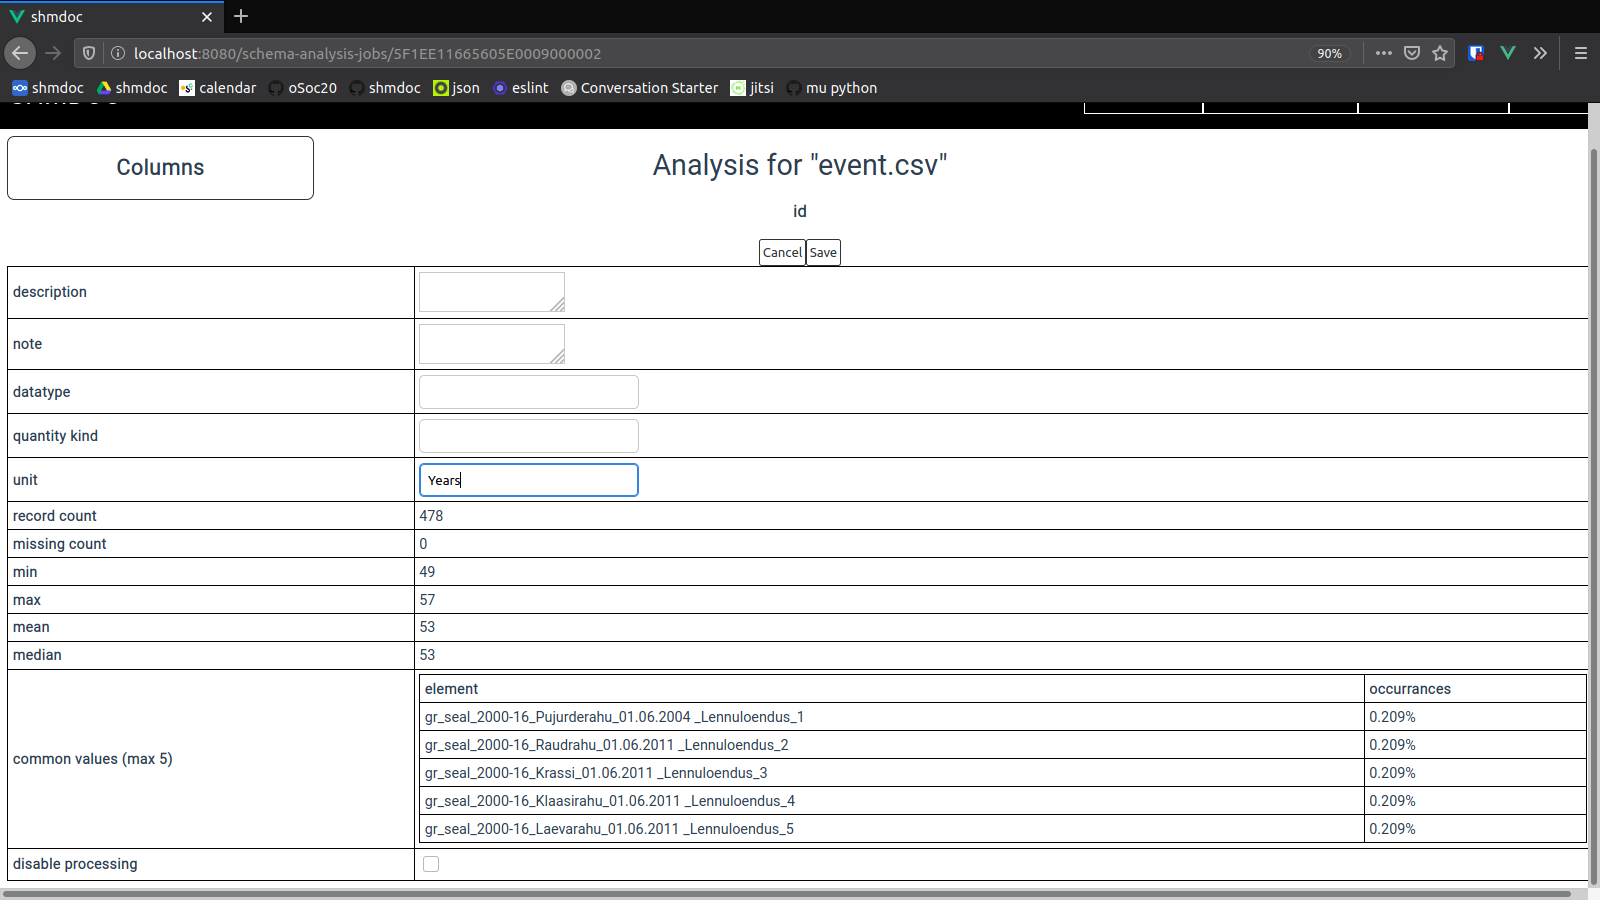 shmdoc
localhost:8080/schema-analysis-jobs/5F1EE11665605E0009000002 90%
shmdoc shmdoc calendar oSoc20 shmdoc json eslint Conversation Starter jitsi mu python
Columns
Analysis for "event.csv"
id
Cancel Save
description
note
datatype
quantity kind
unit Years
record count 478
missing count 0
min 49
max 57
mean 53
median 53
common values (max 5)
element occurrances
gr_seal_2000-16_Pujurderahu_01.06.2004 _Lennuloendus_1 0.209%
gr_seal_2000-16_Raudrahu_01.06.2011 _Lennuloendus_2 0.209%
gr_seal_2000-16_Krassi_01.06.2011 _Lennuloendus_3 0.209%
gr_seal_2000-16_Klaasirahu_01.06.2011 _Lennuloendus_4 0.209%
gr_seal_2000-16_Laevarahu_01.06.2011 _Lennuloendus_5 0.209%
disable processing